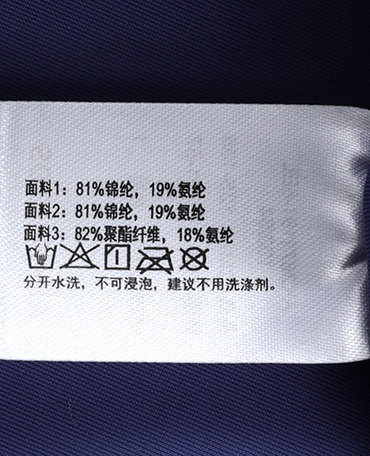 面料1：81%锦纶，19%氨纶
面料2：81%锦纶，19%氨纶
面料3：82%聚酯纤维，18%氨纶
分开水洗，不可浸泡，建议不用洗涤剂。